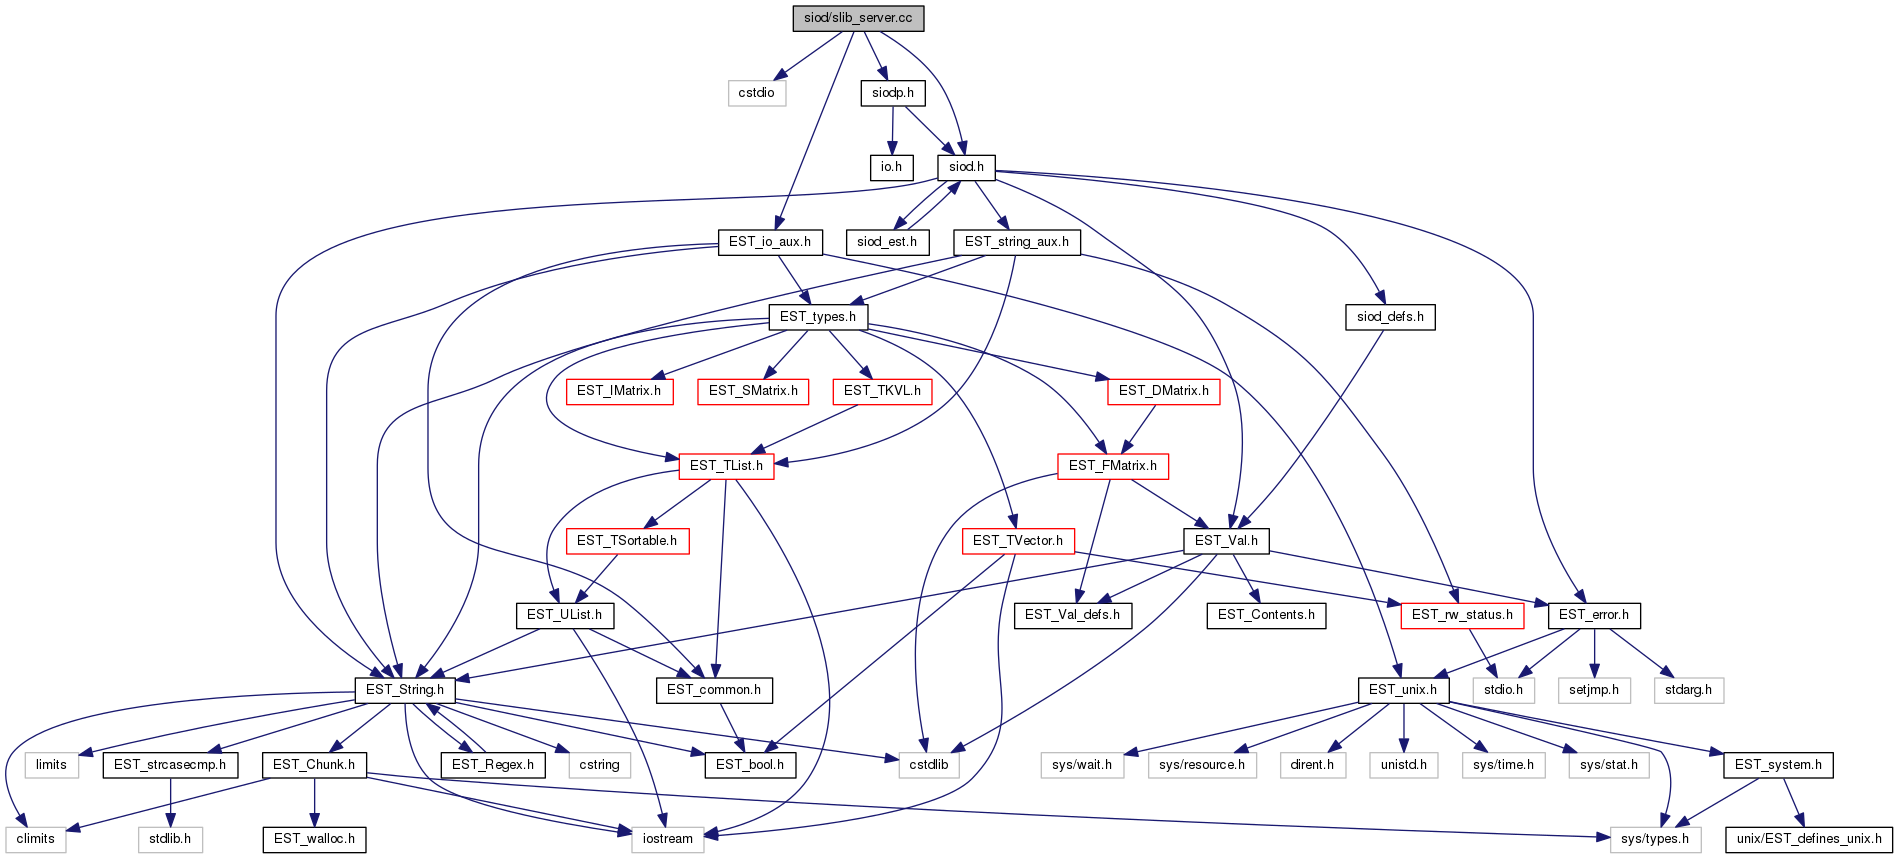 siod/slib_server.cc
cstdio
siodp.h
io.h
siod.h
EST_io_aux.h
siod_est.h
EST_string_aux.h
EST_types.h
siod_defs.h
EST_IMatrix.h
EST_SMatrix.h
EST_TKVL.h
EST_DMatrix.h
EST_TList.h
EST_FMatrix.h
EST_TSortable.h
EST_TVector.h
EST_Val.h
EST_UList.h
EST_Val_defs.h
EST_Contents.h
EST_rw_status.h
EST_error.h
EST_String.h
EST_common.h
EST_unix.h
stdio.h
setjmp.h
stdarg.h
limits
EST_strcasecmp.h
EST_Chunk.h
EST_Regex.h
cstring
EST_bool.h
cstdlib
sys/wait.h
sys/resource.h
dirent.h
unistd.h
sys/time.h
sys/stat.h
EST_system.h
climits
stdlib.h
EST_walloc.h
iostream
sys/types.h
unix/EST_defines_unix.h